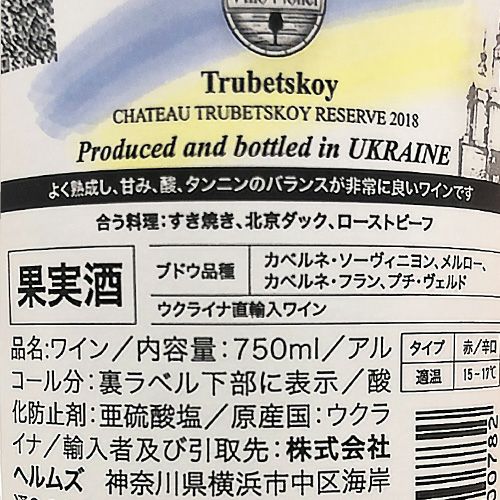 Trubetskoy
CHATEAU TRUBETSKOY RESERVE 2018
Produced and bottled in UKRAINE
よく熟成し、甘み、酸、タンニンのバランスが非常に良いワインです
合う料理:すき焼き、北京ダック、ローストビーフ
果実酒
ブドウ品種
カベルネ・ソーヴィニヨン、メルロー、
カベルネ・フラン、プチ・ヴェルド
ウクライナ直輸入ワイン
品名:ワイン/内容量:750ml/アル
コール分:裏ラベル下部に表示/酸
化防止剤:亜硫酸塩/原産国:ウクラ
イナ/輸入者及び引取先:株式会社
ヘルムズ 神奈川県横浜市中区海岸
タイプ 赤/辛口
適温 15-17℃